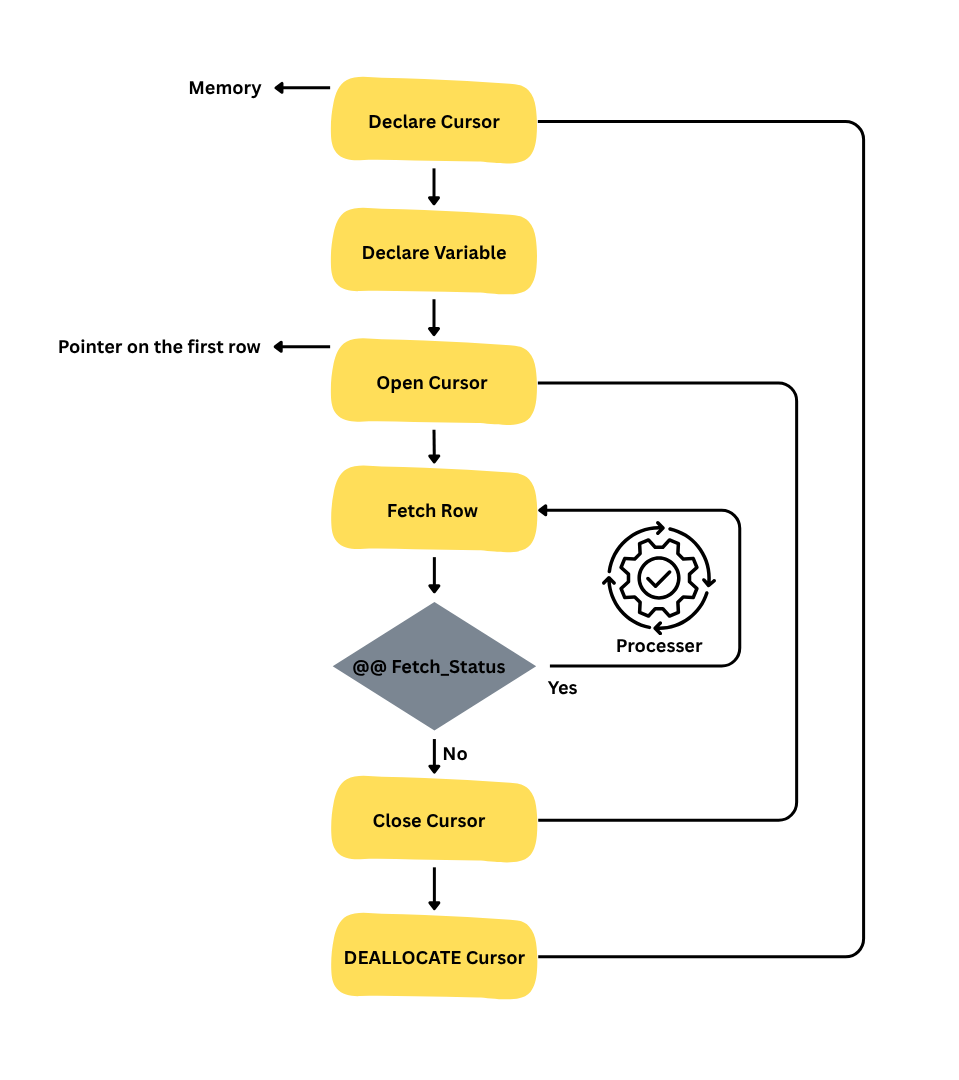 Memory
Declare Cursor
Declare Variable
Pointer on the first row
Open Cursor
Fetch Row
Processer
@@ Fetch_Status
Yes
No
Close Cursor
DEALLOCATE Cursor